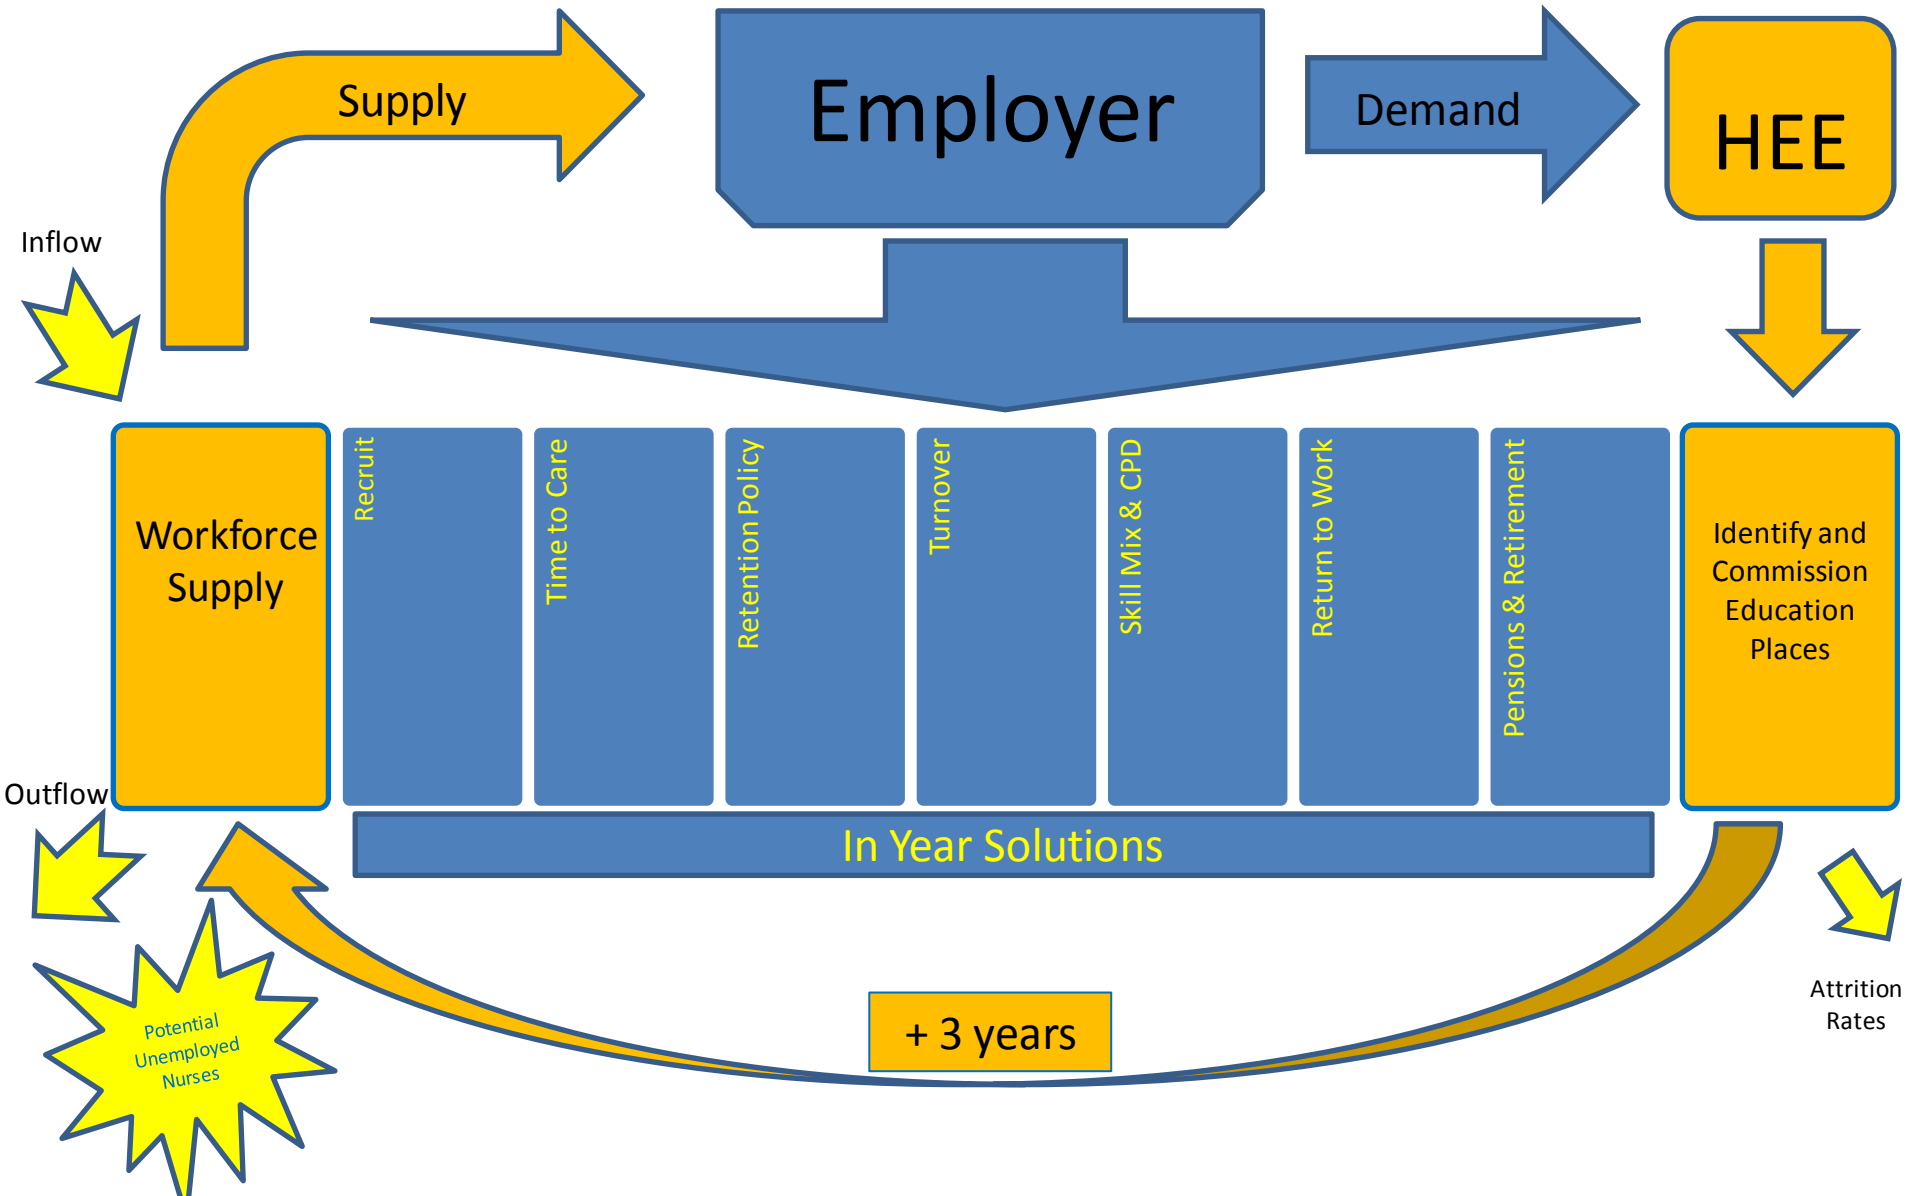 Supply
Employer
Demand
HEE
Inflow
Workforce
Supply
Recruit
Time to Care
Retention Policy
Turnover
Skill Mix & CPD
Return to Work
Pensions & Retirement
Identify and
Commission
Education
Places
Outflow
In Year Solutions
+ 3 years
Attrition
Rates
Potential
Unemployed
Nurses